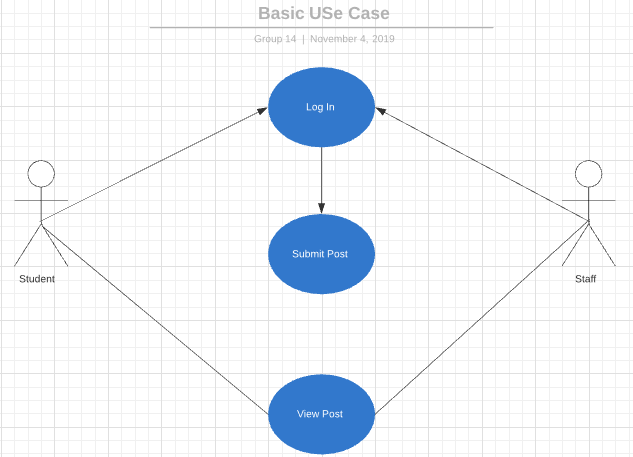 Basic USe Case
Group 14 | November 4, 2019
Log In
Submit Post
Student
Staff
View Post